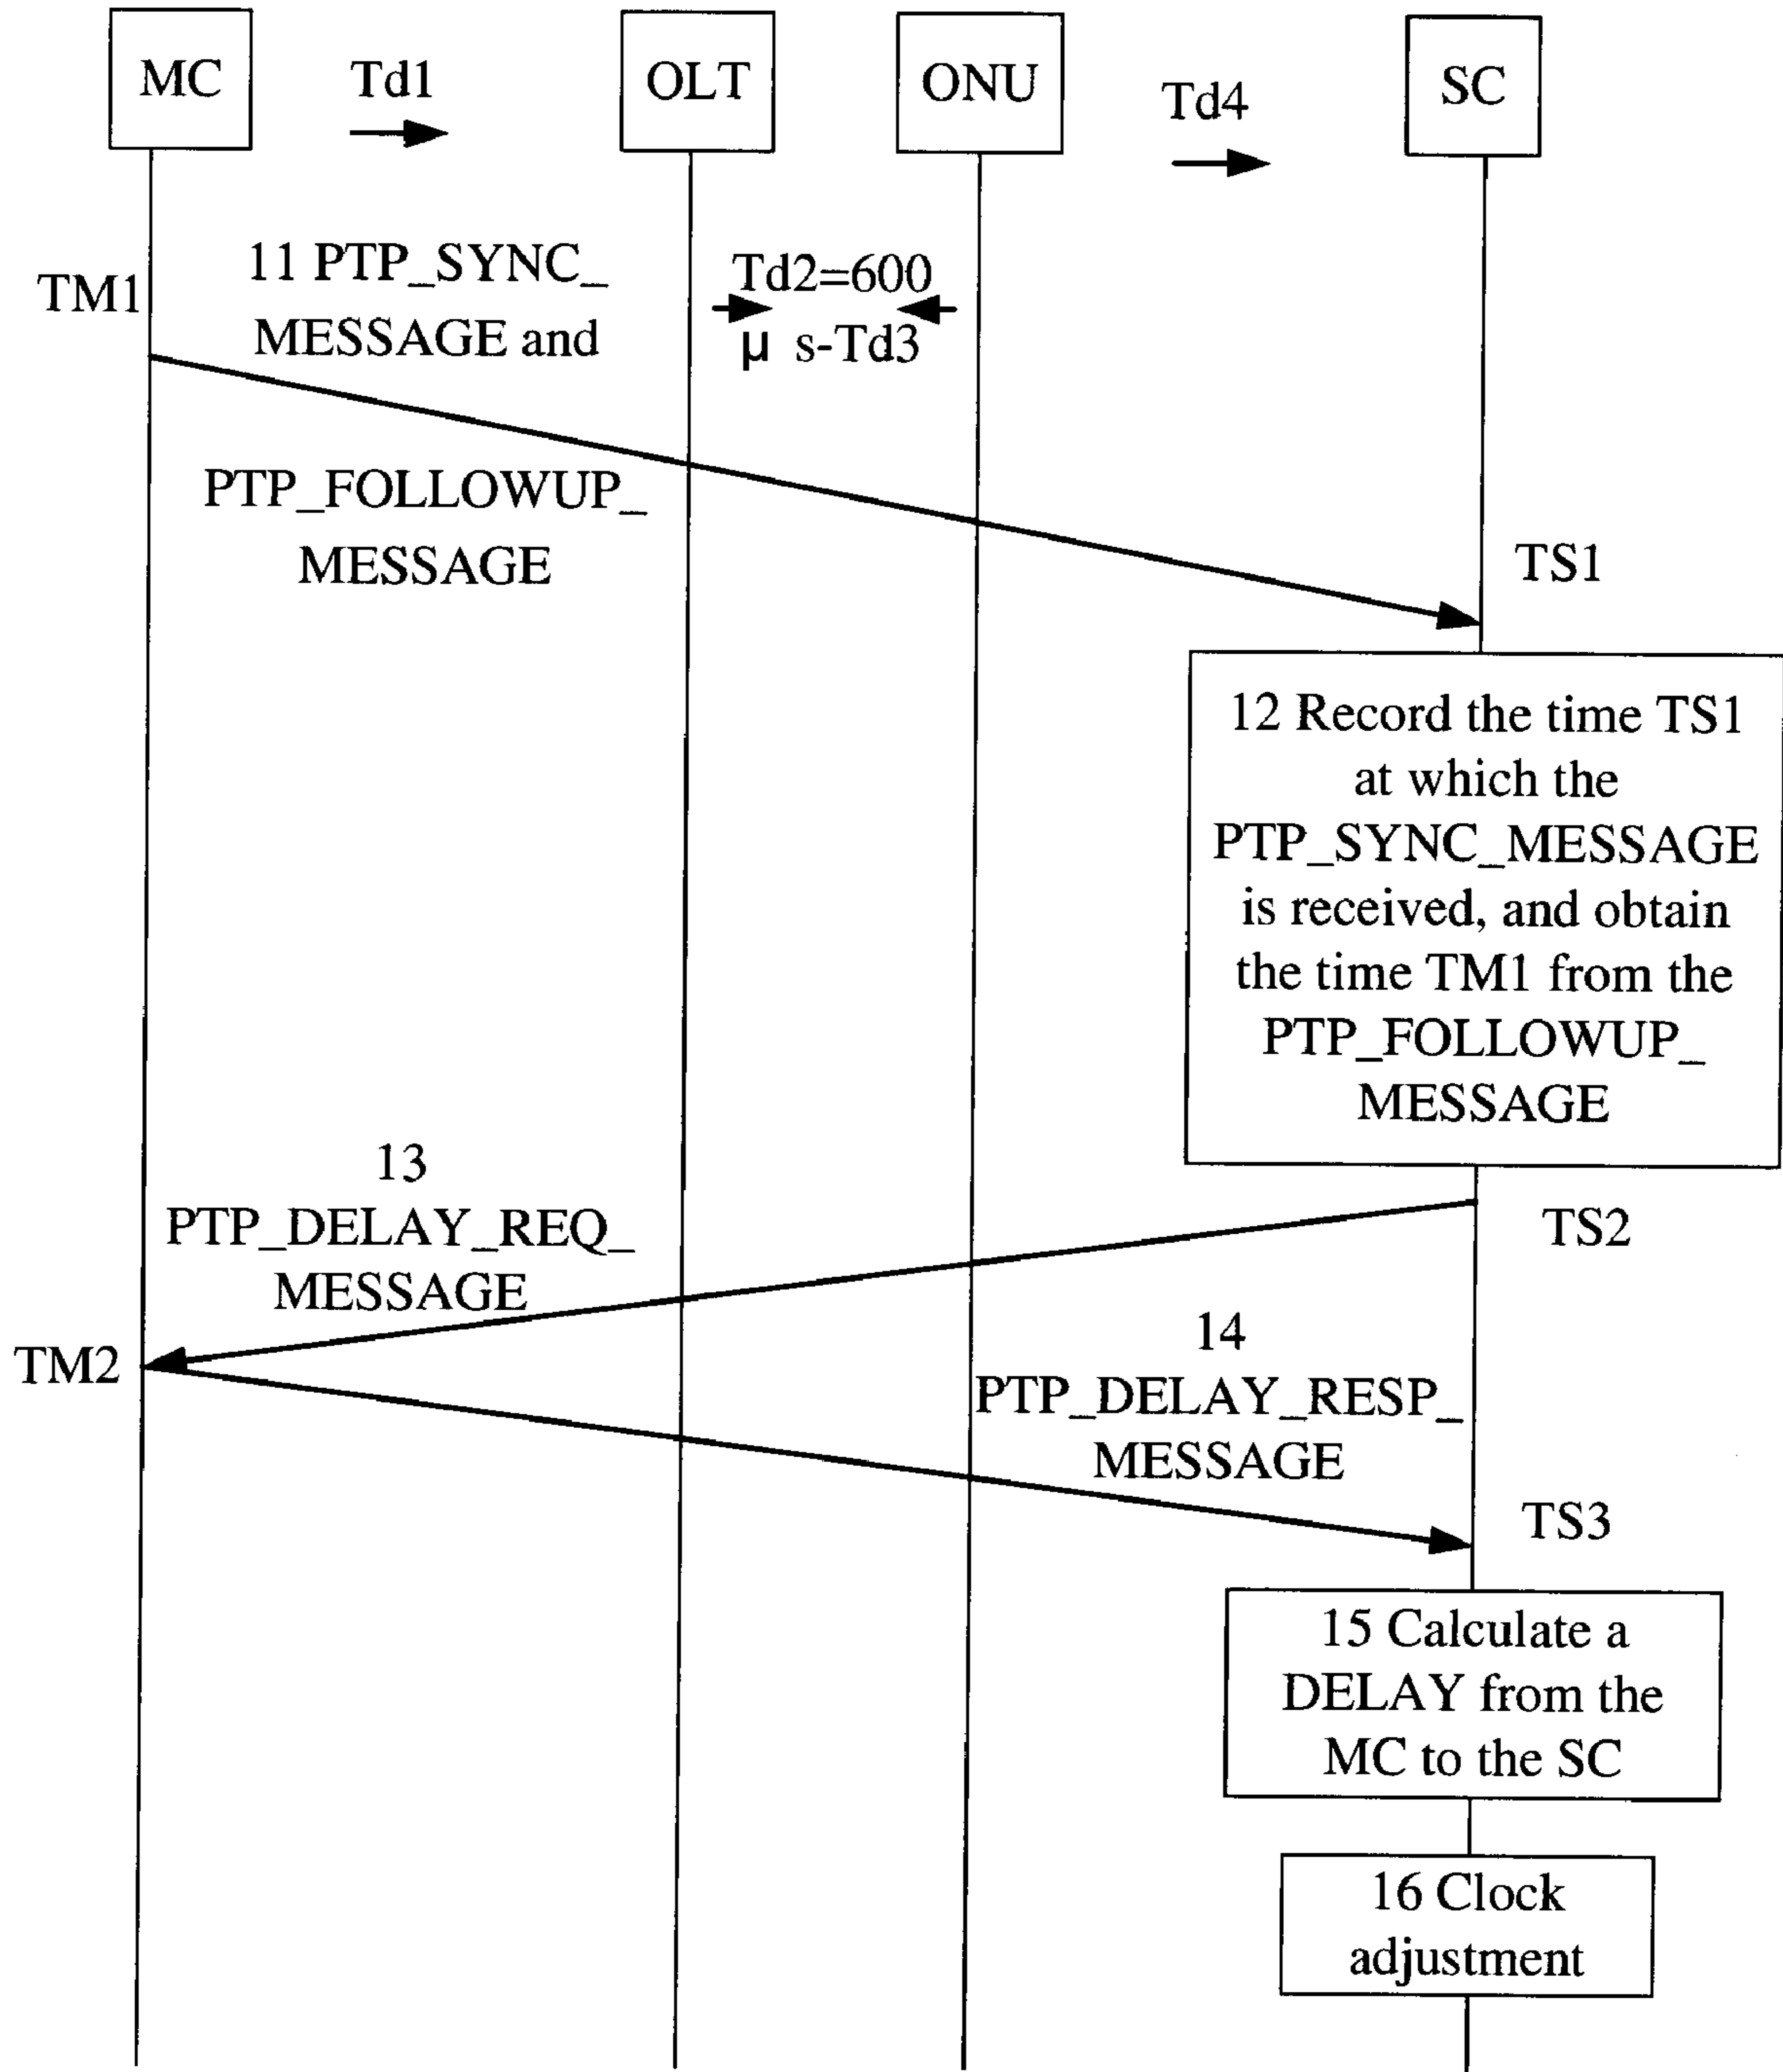 MC
Td1
OLT
ONU
Td4
SC
TM1
11 PTP_SYNC_
MESSAGE and
Td2=600
μ s-Td3
PTP_FOLLOWUP_
MESSAGE
TS1
12 Record the time TS1
at which the
PTP_SYNC_MESSAGE
is received, and obtain
the time TM1 from the
PTP_FOLLOWUP_
MESSAGE
13
PTP_DELAY_REQ_
MESSAGE
TS2
TM2
14
PTP_DELAY_RESP_
MESSAGE
TS3
15 Calculate a
DELAY from the
MC to the SC
16 Clock
adjustment